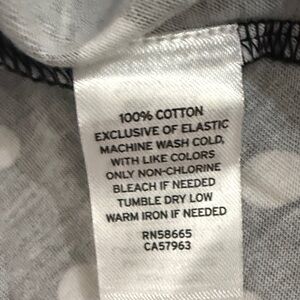 100% COTTON
EXCLUSIVE OF ELASTIC
MACHINE WASH COLD,
WITH LIKE COLORS
ONLY NON-CHLORINE
BLEACH IF NEEDED
TUMBLE DRY LOW
WARM IRON IF NEEDED
RN58665
CA57963